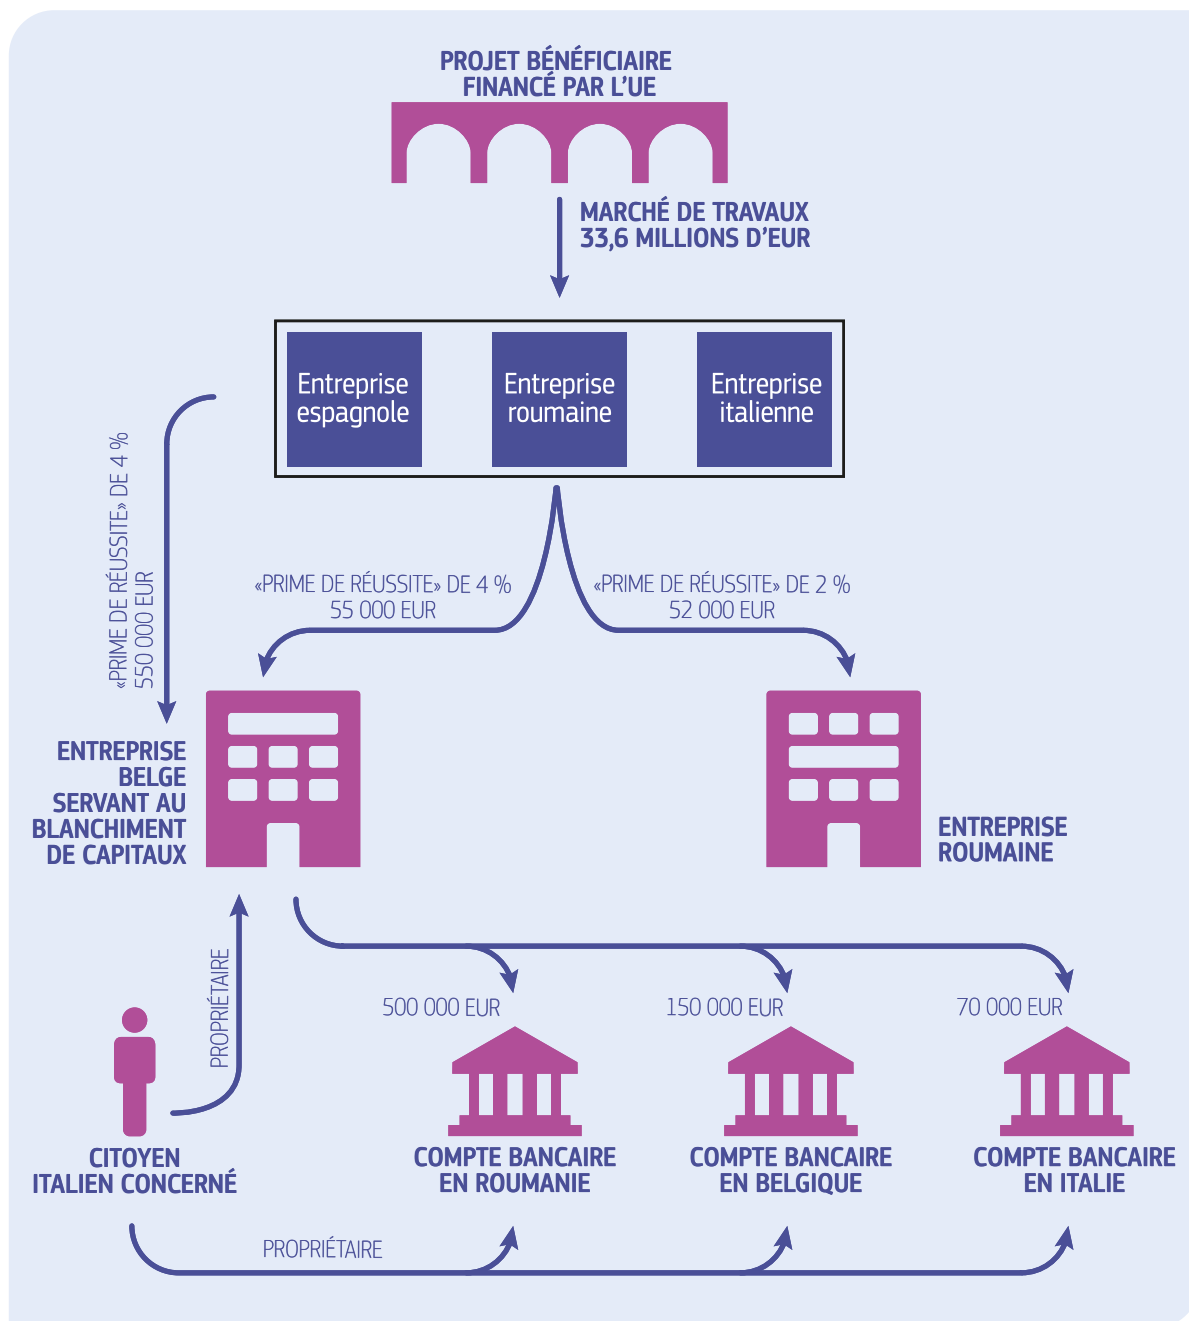 PROJET BÉNÉFICIAIRE
FINANCÉ PAR L’UE
MARCHÉ DE TRAVAUX
33,6 MILLIONS D’EUR
Entreprise
espagnole
Entreprise
roumaine
Entreprise
italienne
«PRIME DE RÉUSSITE» DE 4 %
550 000 EUR
«PRIME DE RÉUSSITE» DE 4 %
55 000 EUR
«PRIME DE RÉUSSITE» DE 2 %
52 000 EUR
ENTREPRISE
BELGE
SERVANT AU
BLANCHIMENT
DE CAPITAUX
ENTREPRISE
ROUMAINE
PROPRIÉTAIRE
500 000 EUR
150 000 EUR
70 000 EUR
CITOYEN
ITALIEN CONCERNÉ
COMPTE BANCAIRE
EN ROUMANIE
COMPTE BANCAIRE
EN BELGIQUE
COMPTE BANCAIRE
EN ITALIE
PROPRIÉTAIRE